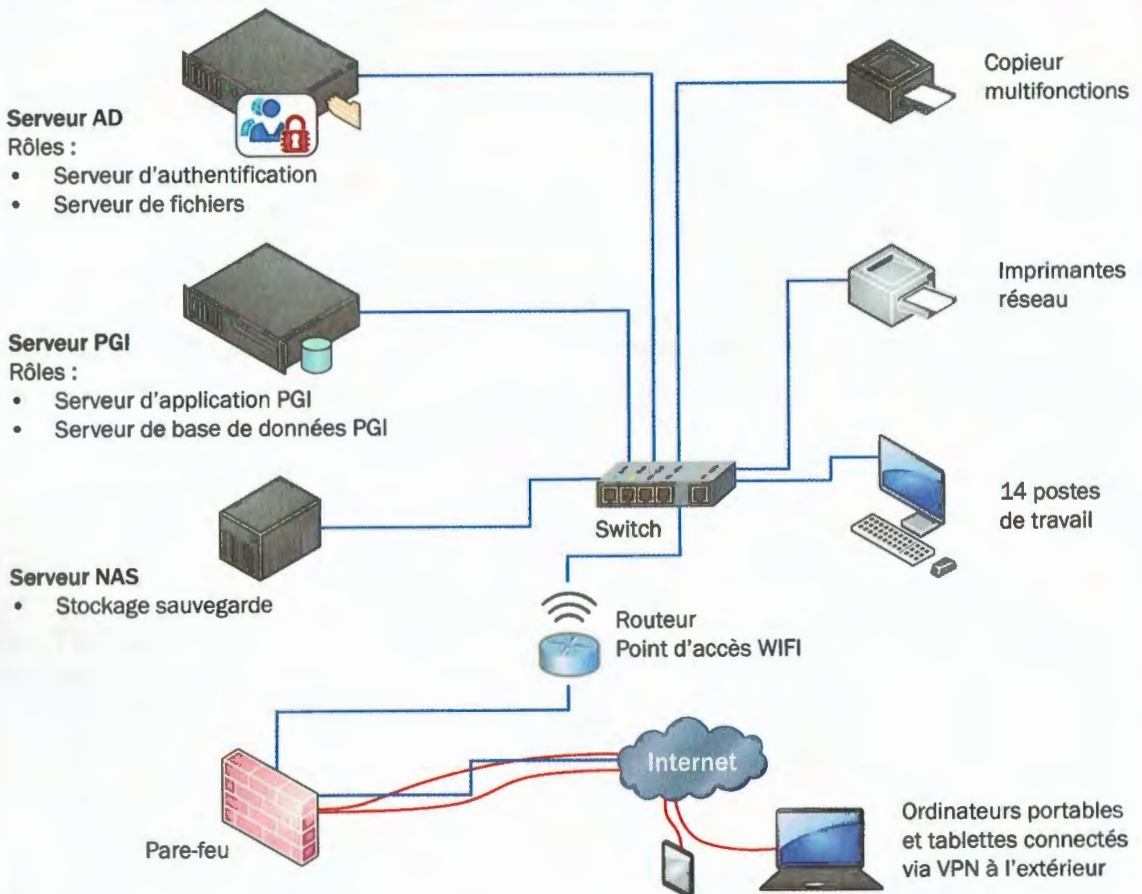 Serveur AD
Rôles :
• Serveur d'authentification
• Serveur de fichiers
Serveur PGI
Rôles :
• Serveur d'application PGI
• Serveur de base de données PGI
Serveur NAS
• Stockage sauvegarde
Copieur
multifonctions
Imprimantes
réseau
14 postes
de travail
Switch
Routeur
Point d'accès WIFI
Internet
Pare-feu
Ordinateurs portables
et tablettes connectés
via VPN à l'extérieur